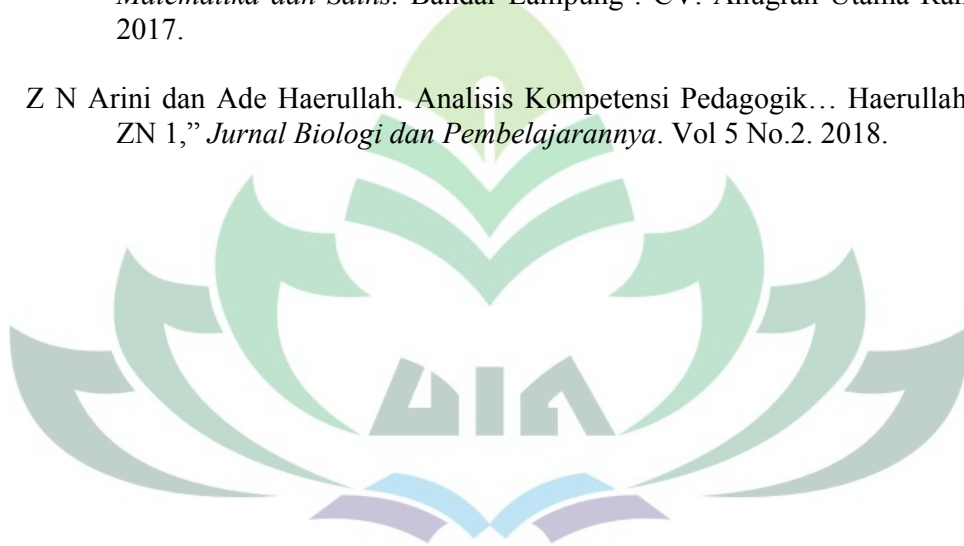 Matematika dan Sains. Bandar Lampung : CV. Anugrah Utama
2017.
Z N Arini dan Ade Haerullah. Analisis Kompetensi Pedagogik… Haerullah
ZN 1,” Jurnal Biologi dan Pembelajarannya. Vol 5 No.2. 2018.
UIN